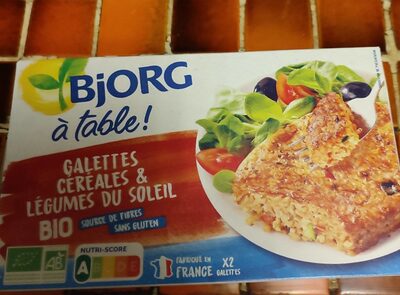 BJORG
à table!
GALETTES
CÉRÉALES &
LÉGUMES DU SOLEIL
BIO
SOURCE DE FIBRES
SANS GLUTEN
AB
NUTRI-SCORE
A
FABRIQUÉ EN
FRANCE
X2
GALETTES